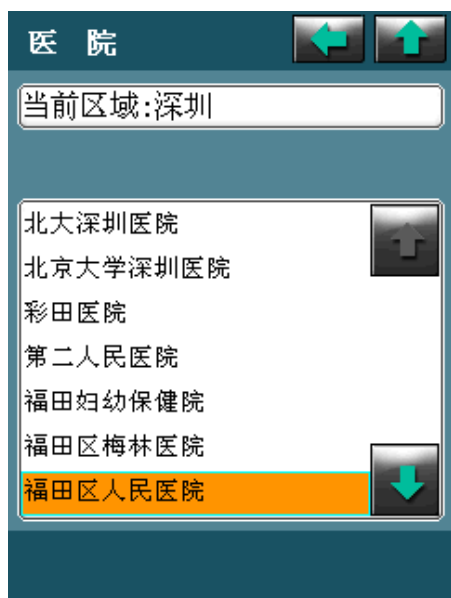 医 院
当前区域:深圳
北大深圳医院
北京大学深圳医院
彩田医院
第二人民医院
福田妇幼保健院
福田区梅林医院
福田区人民医院